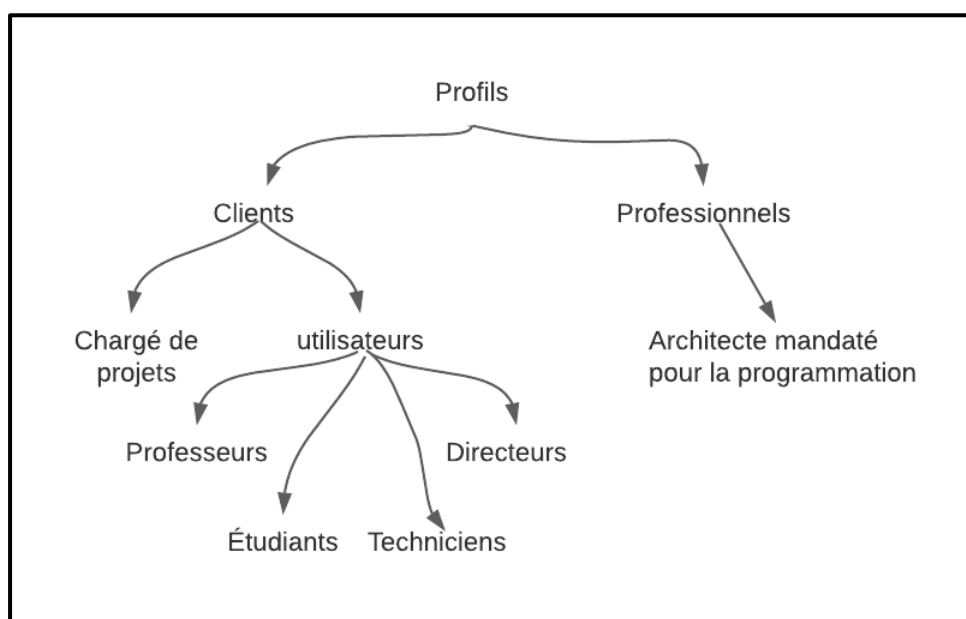 Profils
Clients
Professionnels
Chargé de
projets
utilisateurs
Architecte mandaté
pour la programmation
Professeurs
Directeurs
Étudiants
Techniciens